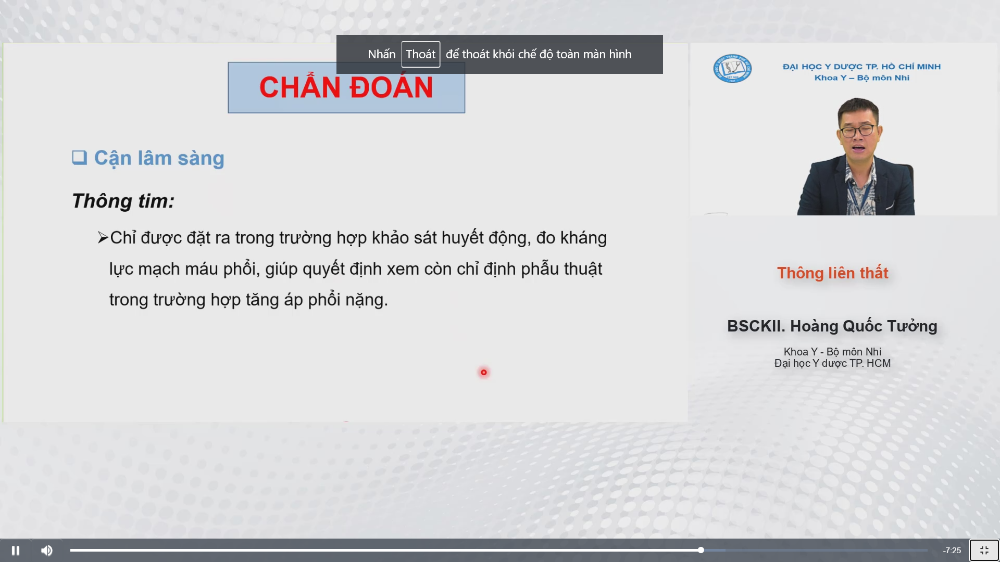 Nhấn Thoát để thoát khỏi chế độ toàn màn hình
CHẨN ĐOÁN
Cận lâm sàng
Thông tim:
➢Chỉ được đặt ra trong trường hợp khảo sát huyết động, đo kháng
lực mạch máu phổi, giúp quyết định xem còn chỉ định phẫu thuật
trong trường hợp tăng áp phổi nặng.
ĐẠI HỌC Y DƯỢC TP. HỒ CHÍ MINH
Khoa Y – Bộ môn Nhi
Thông liên thất
BSCKII. Hoàng Quốc Tưởng
Khoa Y - Bộ môn Nhi
Đại học Y dược TP. HCM
-7:25